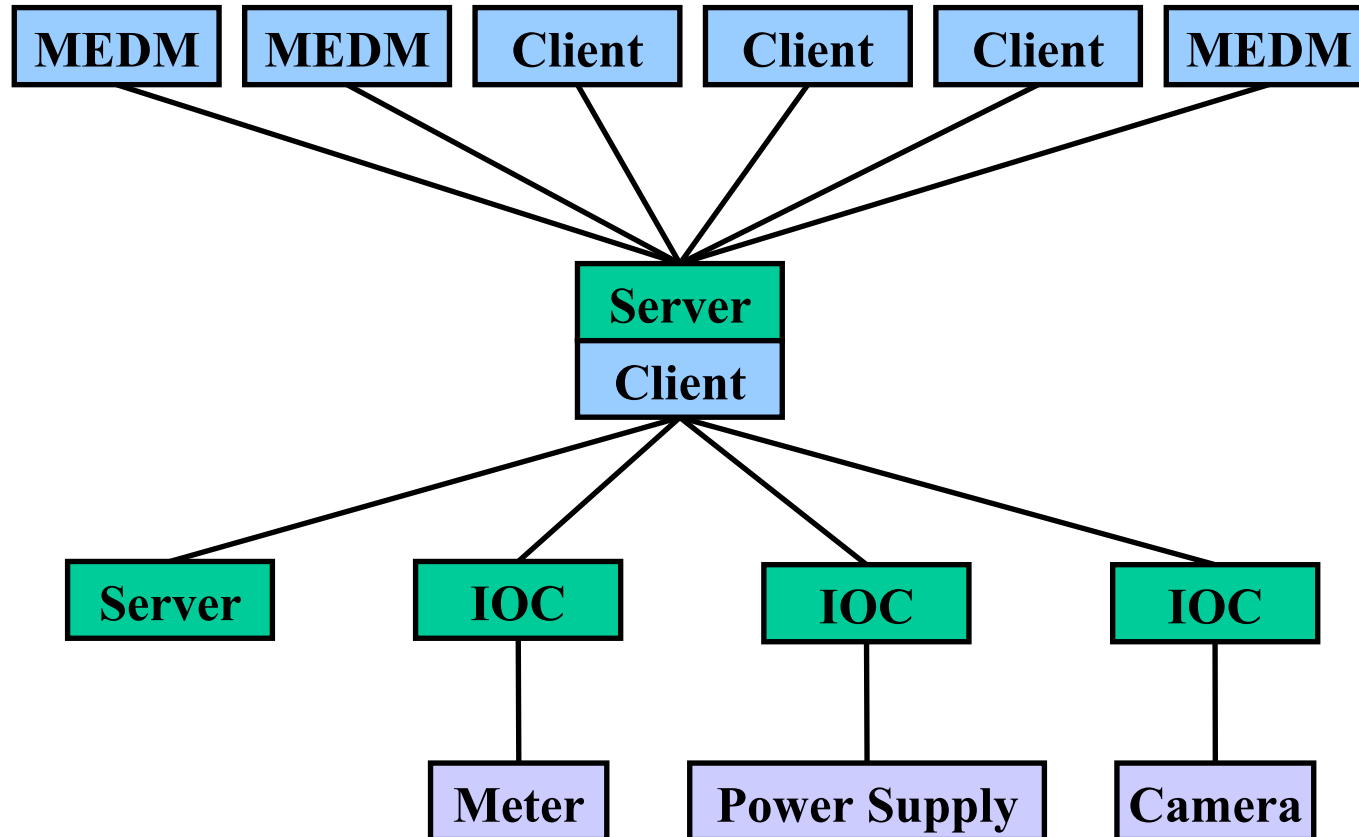 MEDM MEDM Client Client Client MEDM
Server
Client
Server IOC IOC IOC
Meter Power Supply Camera